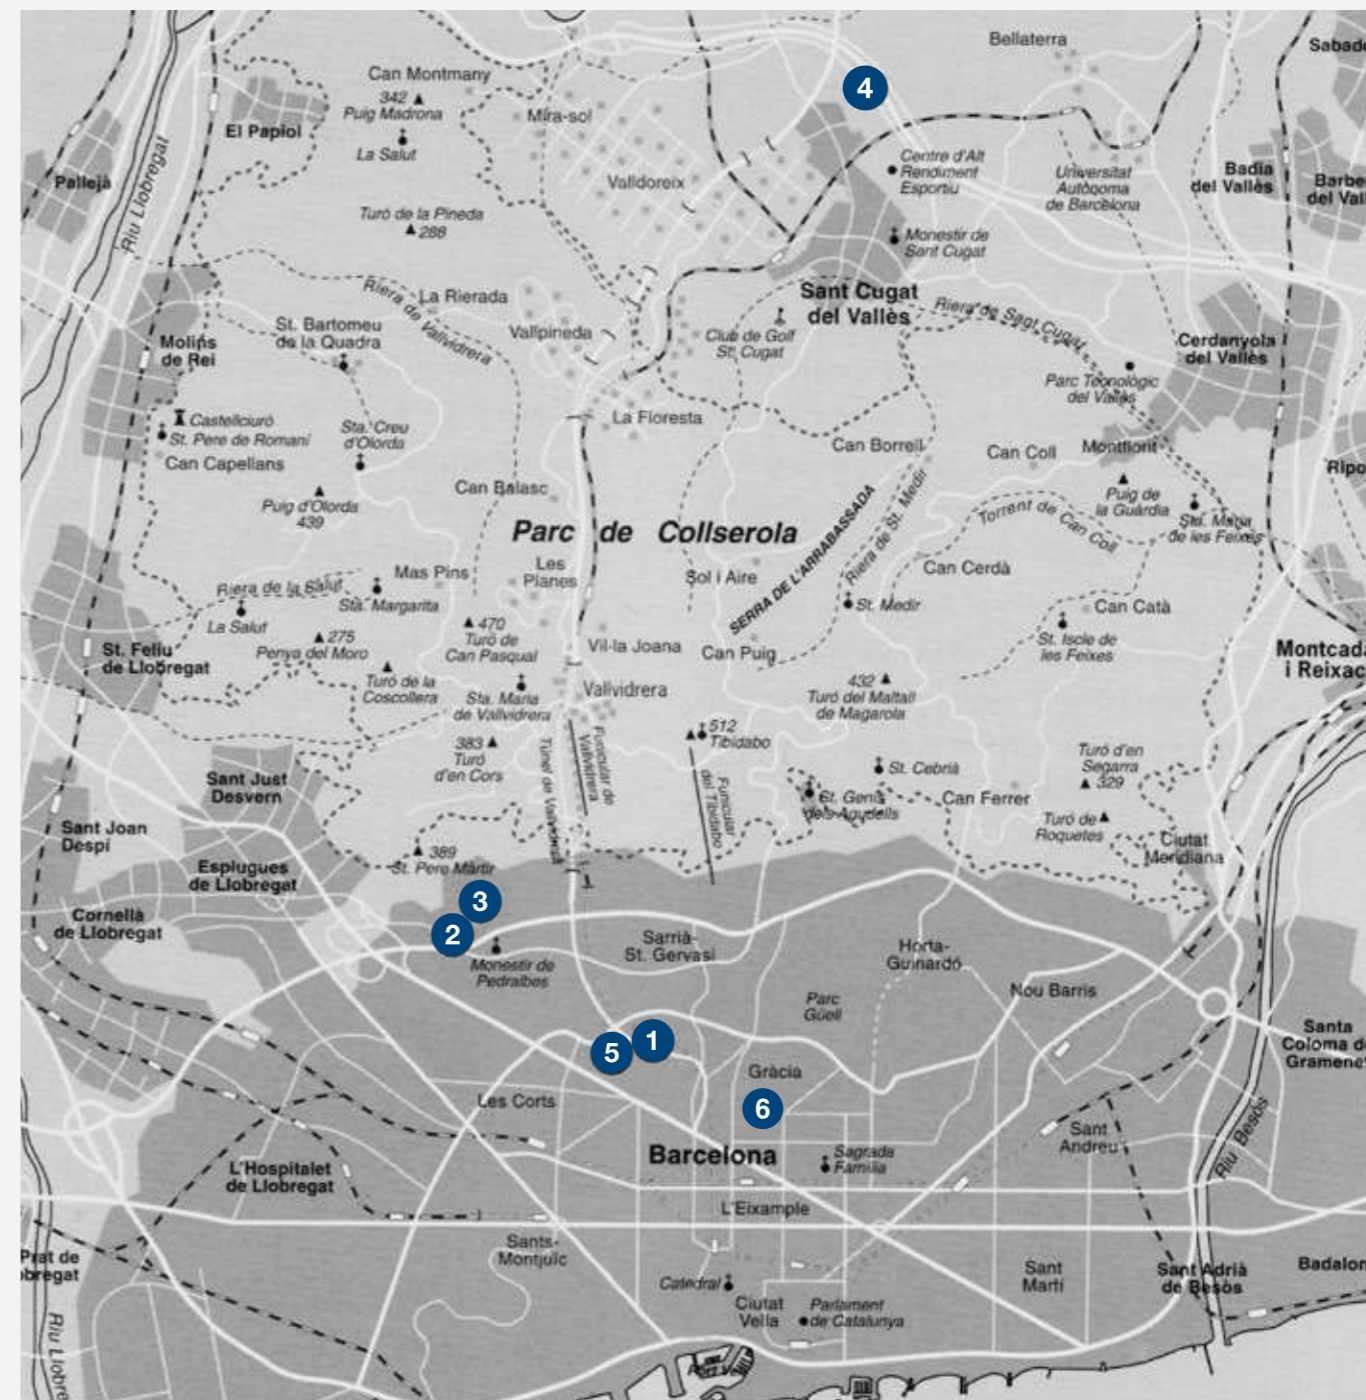 Bellaterra
Sabade
4
Can Montmany
342
Puig Madrona
Mira-sol
El Papiol
La Salut
Centre d'Alt
Rendiment
Esportiu
Universitat
Autònoma
de Barcelona
Badia
del Vallès
Barber
del Vall
Pallejà
Riu Llobregat
Valldoreix
Turó de la Pineda
288
Monestir de
Sant Cugat
Sant Cugat
del Vallès
Riera de Sant Cugat
La Rierada
Riera de Vallvidrera
Vallpineda
St. Bartomeu
de la Quadra
Molins
de Rei
Club de Golf
St. Cugat
Cerdanyola
del Vallès
Parc Tecnològic
del Vallès
Castellciuró
St. Pere de Romaní
Can Capellans
Sta. Creu
d'Olorda
La Floresta
Can Borrell
Can Coll
Montflorit
Ripo
Puig d'Olorda
439
Can Balasc
Puig de
la Guàrdia
Sta. Maria
de les Feixes
Torrent de Can Coll
Parc de Collserola
SERRA DE L'ARRABASSADA
Riera de St. Medir
Les
Planes
Mas Pins
Sol i Aire
Can Cerdà
Riera de la Salut
Sta. Margarita
La Salut
St. Medir
Can Catà
St. Iscle de
les Feixes
275
Penya del Moro
470
Turó de
Can Pasqual
Vil·la Joana
Can Puig
St. Feliu
de Llobregat
Montcada
i Reixac
Turó de la
Coscollera
Sta. Maria
de Vallvidrera
Vallvidrera
432
Turó del Maltall
de Magarola
512
Tibidabo
383
Turó
d'en Cors
Túnel de Vallvidrera
Funicular de
Vallvidrera
Funicular
del Tibidabo
Turó d'en
Segarra
329
Sant Just
Desvern
St. Cebrià
St. Genís
dels Agudells
Can Ferrer
Turó de
Roquetes
Sant Joan
Despí
Ciutat
Meridiana
389
St. Pere Màrtir
Esplugues
de Llobregat
3
2
Cornellà
de Llobregat
Monestir de
Pedralbes
Sarrià-
St. Gervasi
Horta-
Guinardó
Nou Barris
Parc
Güell
Santa
Coloma de
Gramenet
5
1
Gràcia
Les Corts
6
Sant
Andreu
Riu Besòs
Barcelona
Sagrada
Família
L'Hospitalet
de Llobregat
L'Eixample
Sants-
Montjuïc
Prat de
obregat
Sant
Martí
Sant Adrià
de Besòs
Badalon
Catedral
Ciutat
Vella
Parlament
de Catalunya
Riu Llobre
Port Vell